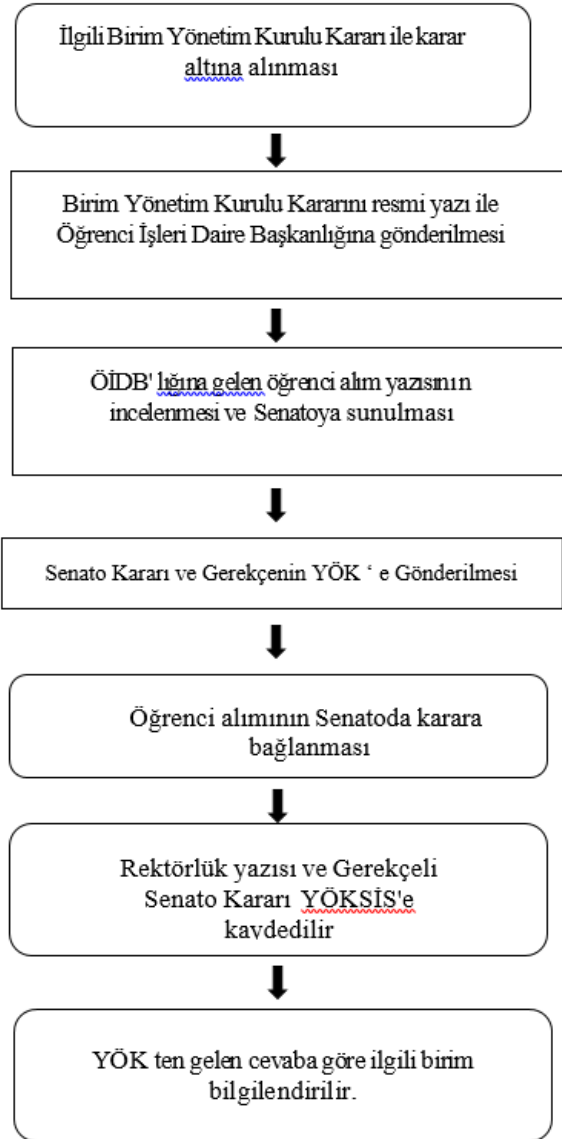 İlgili Birim Yönetim Kurulu Kararı ile karar
altına alınması
Birim Yönetim Kurulu Kararını resmi yazı ile
Öğrenci İşleri Daire Başkanlığına gönderilmesi
ÖİDB' lığına gelen öğrenci alım yazısının
incelenmesi ve Senatoya sunulması
Senato Kararı ve Gerekçenin YÖK ‘ e Gönderilmesi
Öğrenci alımının Senatoda karara
bağlanması
Rektörlük yazısı ve Gerekçeli
Senato Kararı YÖKSİS'e
kaydedilir
YÖK ten gelen cevaba göre ilgili birim
bilgilendirilir.